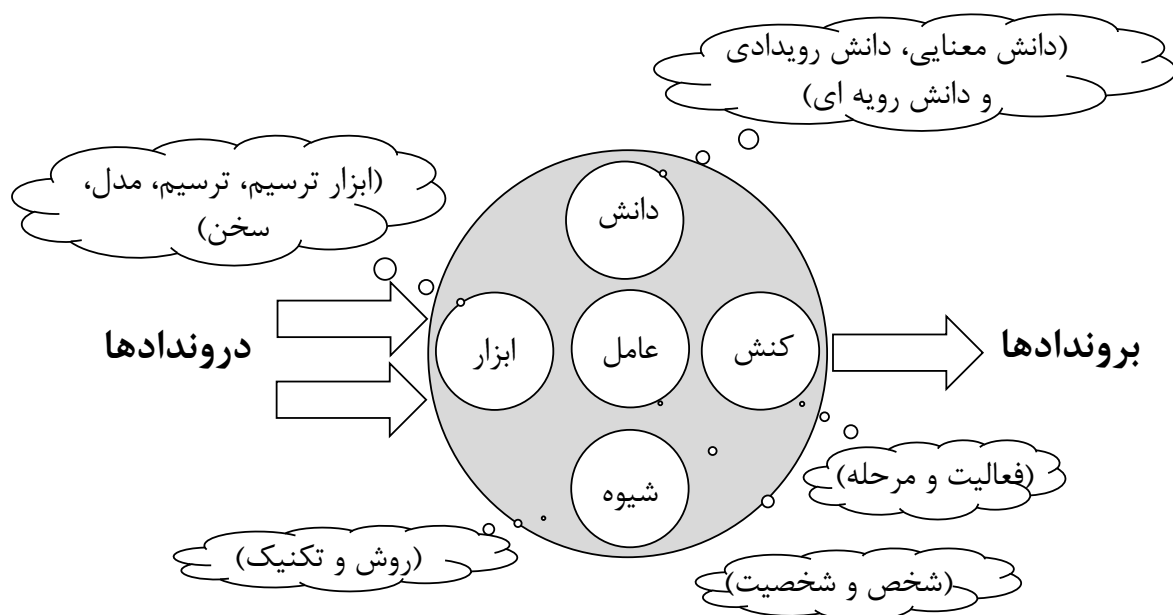 (دانش معنایی، دانش رویدادی
و دانش رویه ای)
(ابزار ترسیم، ترسیم، مدل،
سخن)
دانش
بروندادها
کنش
عامل
ابزار
دروندادها
شیوه
(فعالیت و مرحله)
(روش و تکنیک)
(شخص و شخصیت)